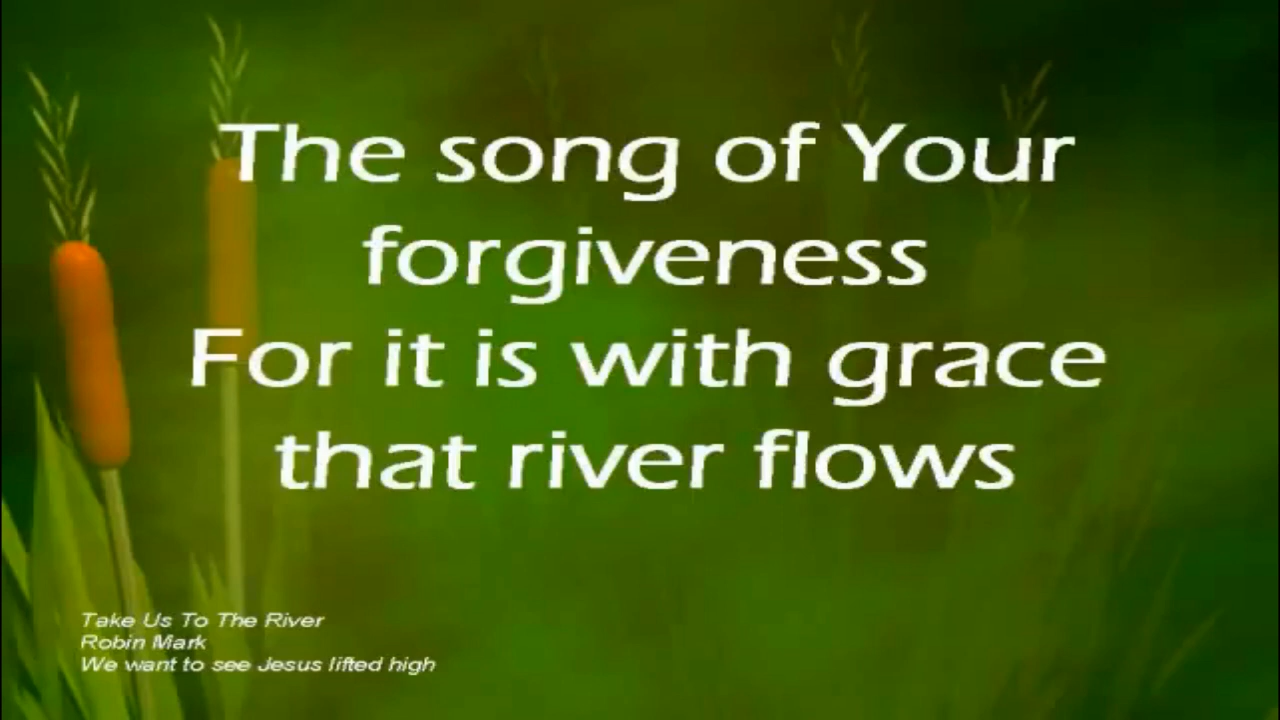 The song of Your
forgiveness
For it is with grace
that river flows
Take Us To The River
Robin Mark
We want to see Jesus lifted high